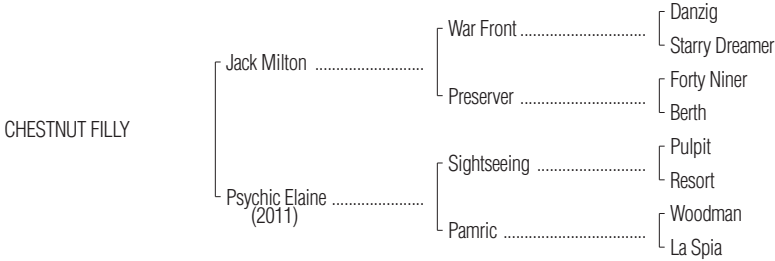 Danzig
War Front ................................
Starry Dreamer
Jack Milton ...........................
Forty Niner
Preserver ................................
Berth
CHESTNUT FILLY
Pulpit
Sightseeing ...........................
Resort
Psychic Elaine .......................
(2011)
Woodman
Pamric ....................................
La Spia